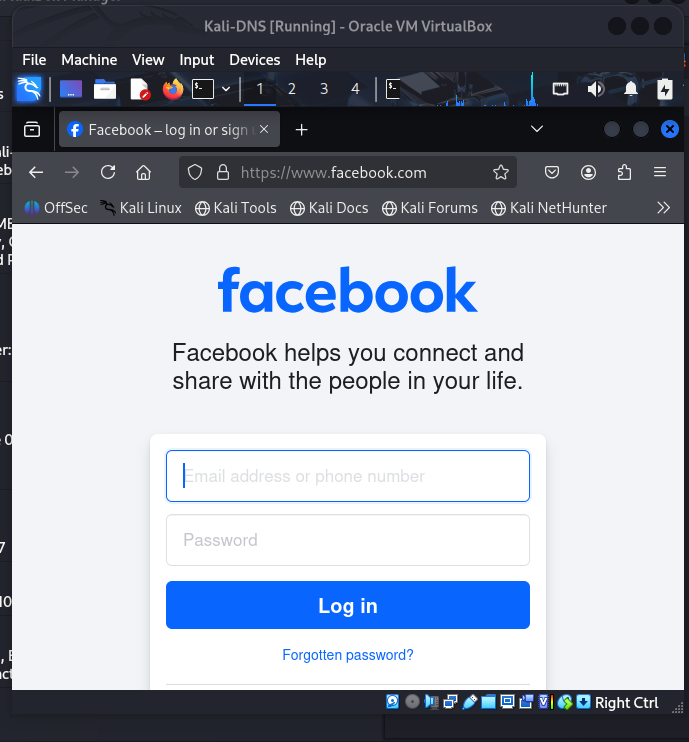 Kali-DNS [Running] - Oracle VM VirtualBox
File Machine View Input Devices Help
1 2 3 4
Facebook – log in or sign
https://www.facebook.com
OffSec Kali Linux Kali Tools Kali Docs Kali Forums Kali NetHunter
facebook
Facebook helps you connect and
share with the people in your life.
Email address or phone number
Password
Log in
Forgotten password?
Right Ctrl